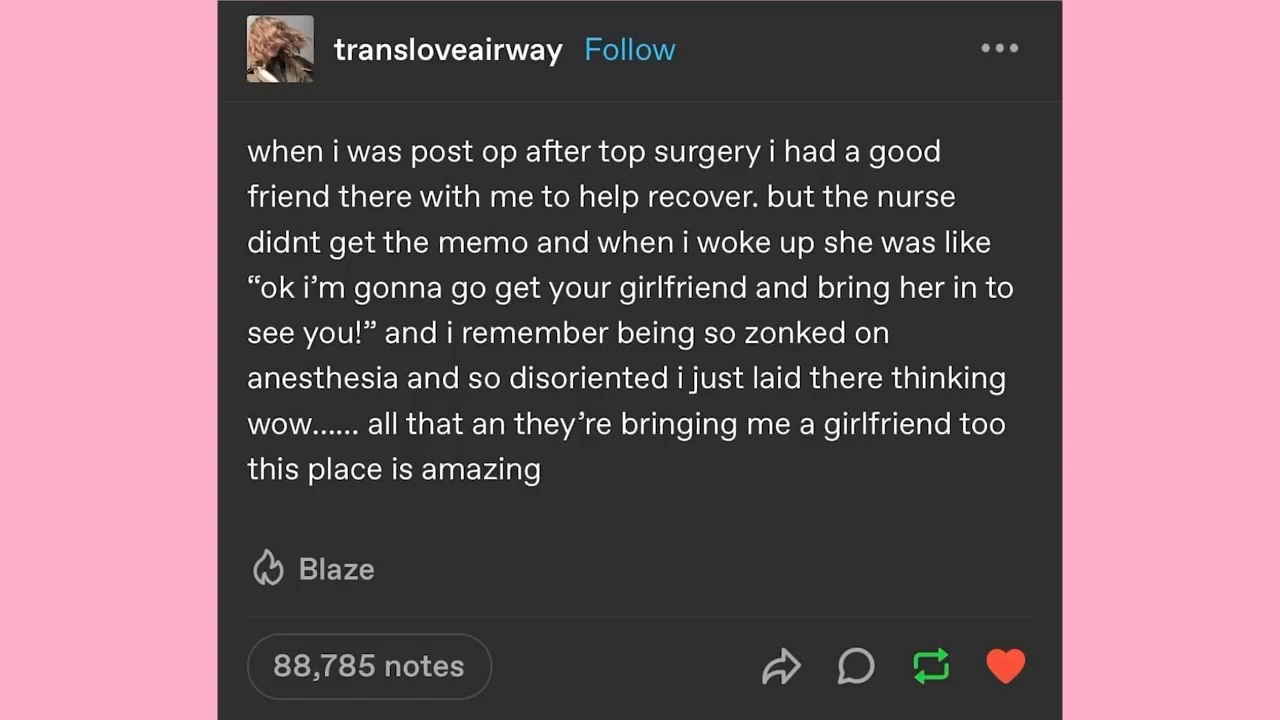 transloveairway Follow
when i was post op after top surgery i had a good
friend there with me to help recover. but the nurse
didnt get the memo and when i woke up she was like
“ok i’m gonna go get your girlfriend and bring her in to
see you!” and i remember being so zonked on
anesthesia and so disoriented i just laid there thinking
wow...... all that an they’re bringing me a girlfriend too
this place is amazing
Blaze
88,785 notes